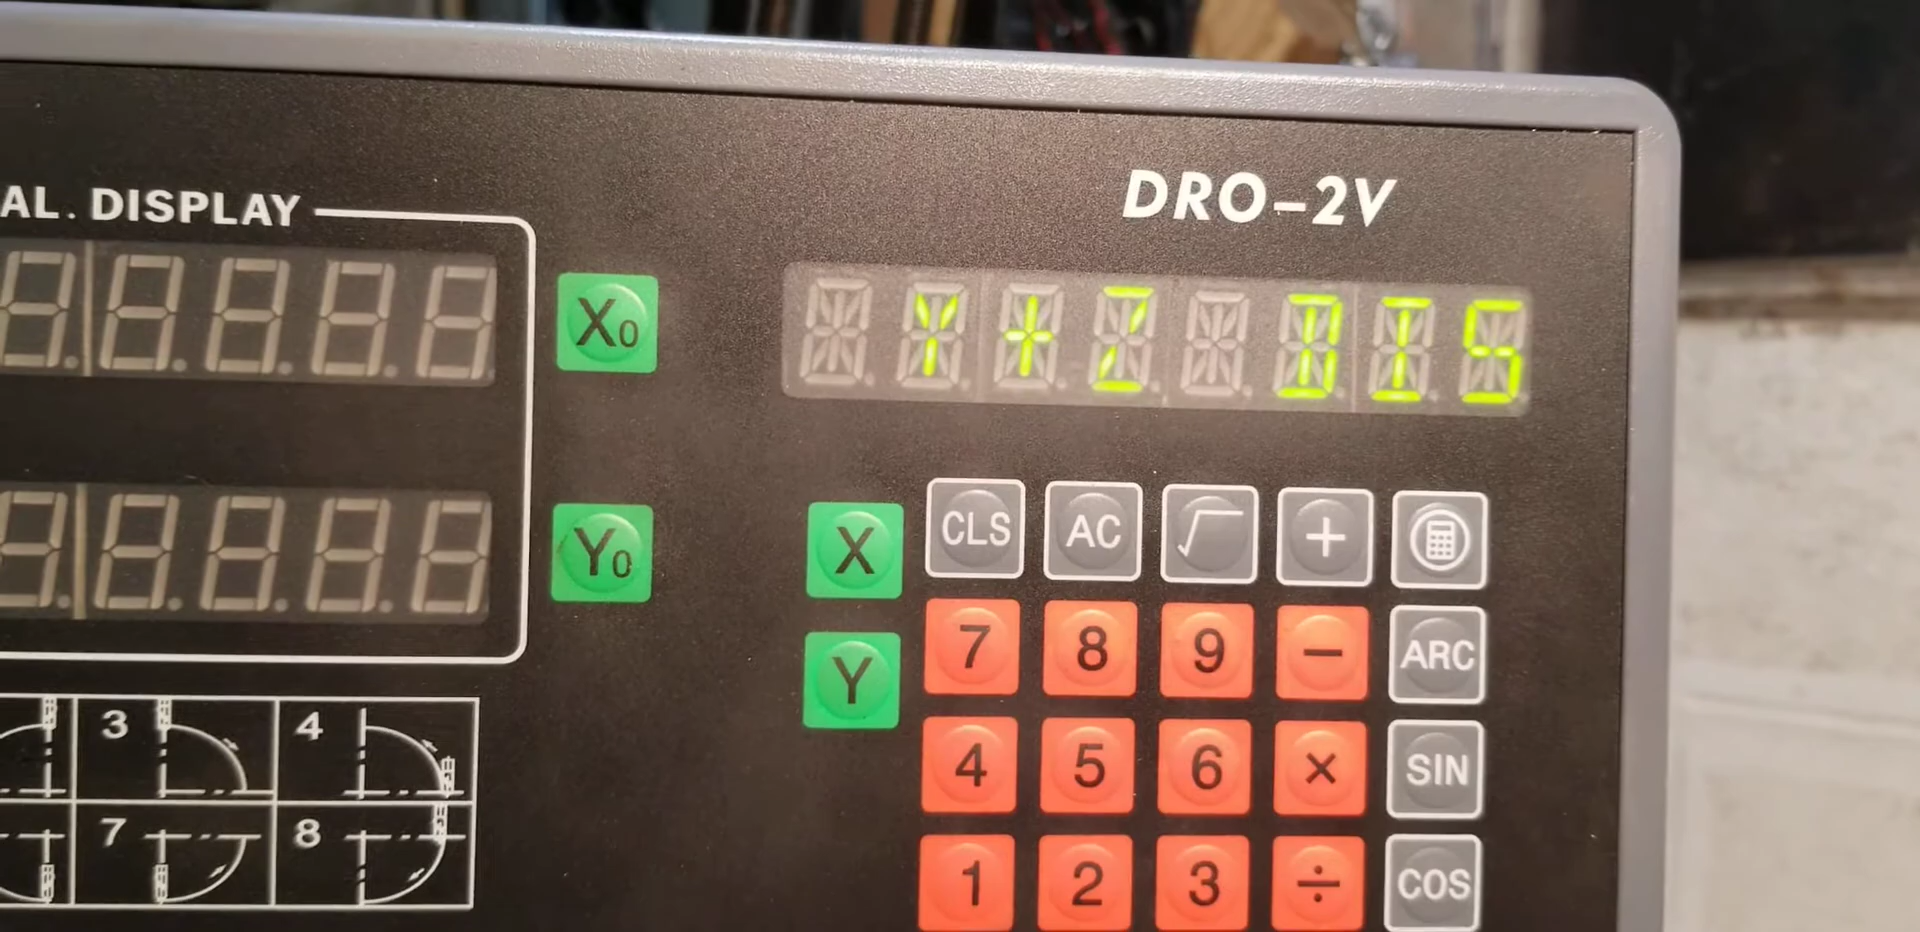 DRO-2V
AL. DISPLAY
Y+Z DIS
X0
Y0
X CLS AC √ +
Y 7 8 9 − ARC
4 5 6 × SIN
1 2 3 ÷ COS
3 4
7 8